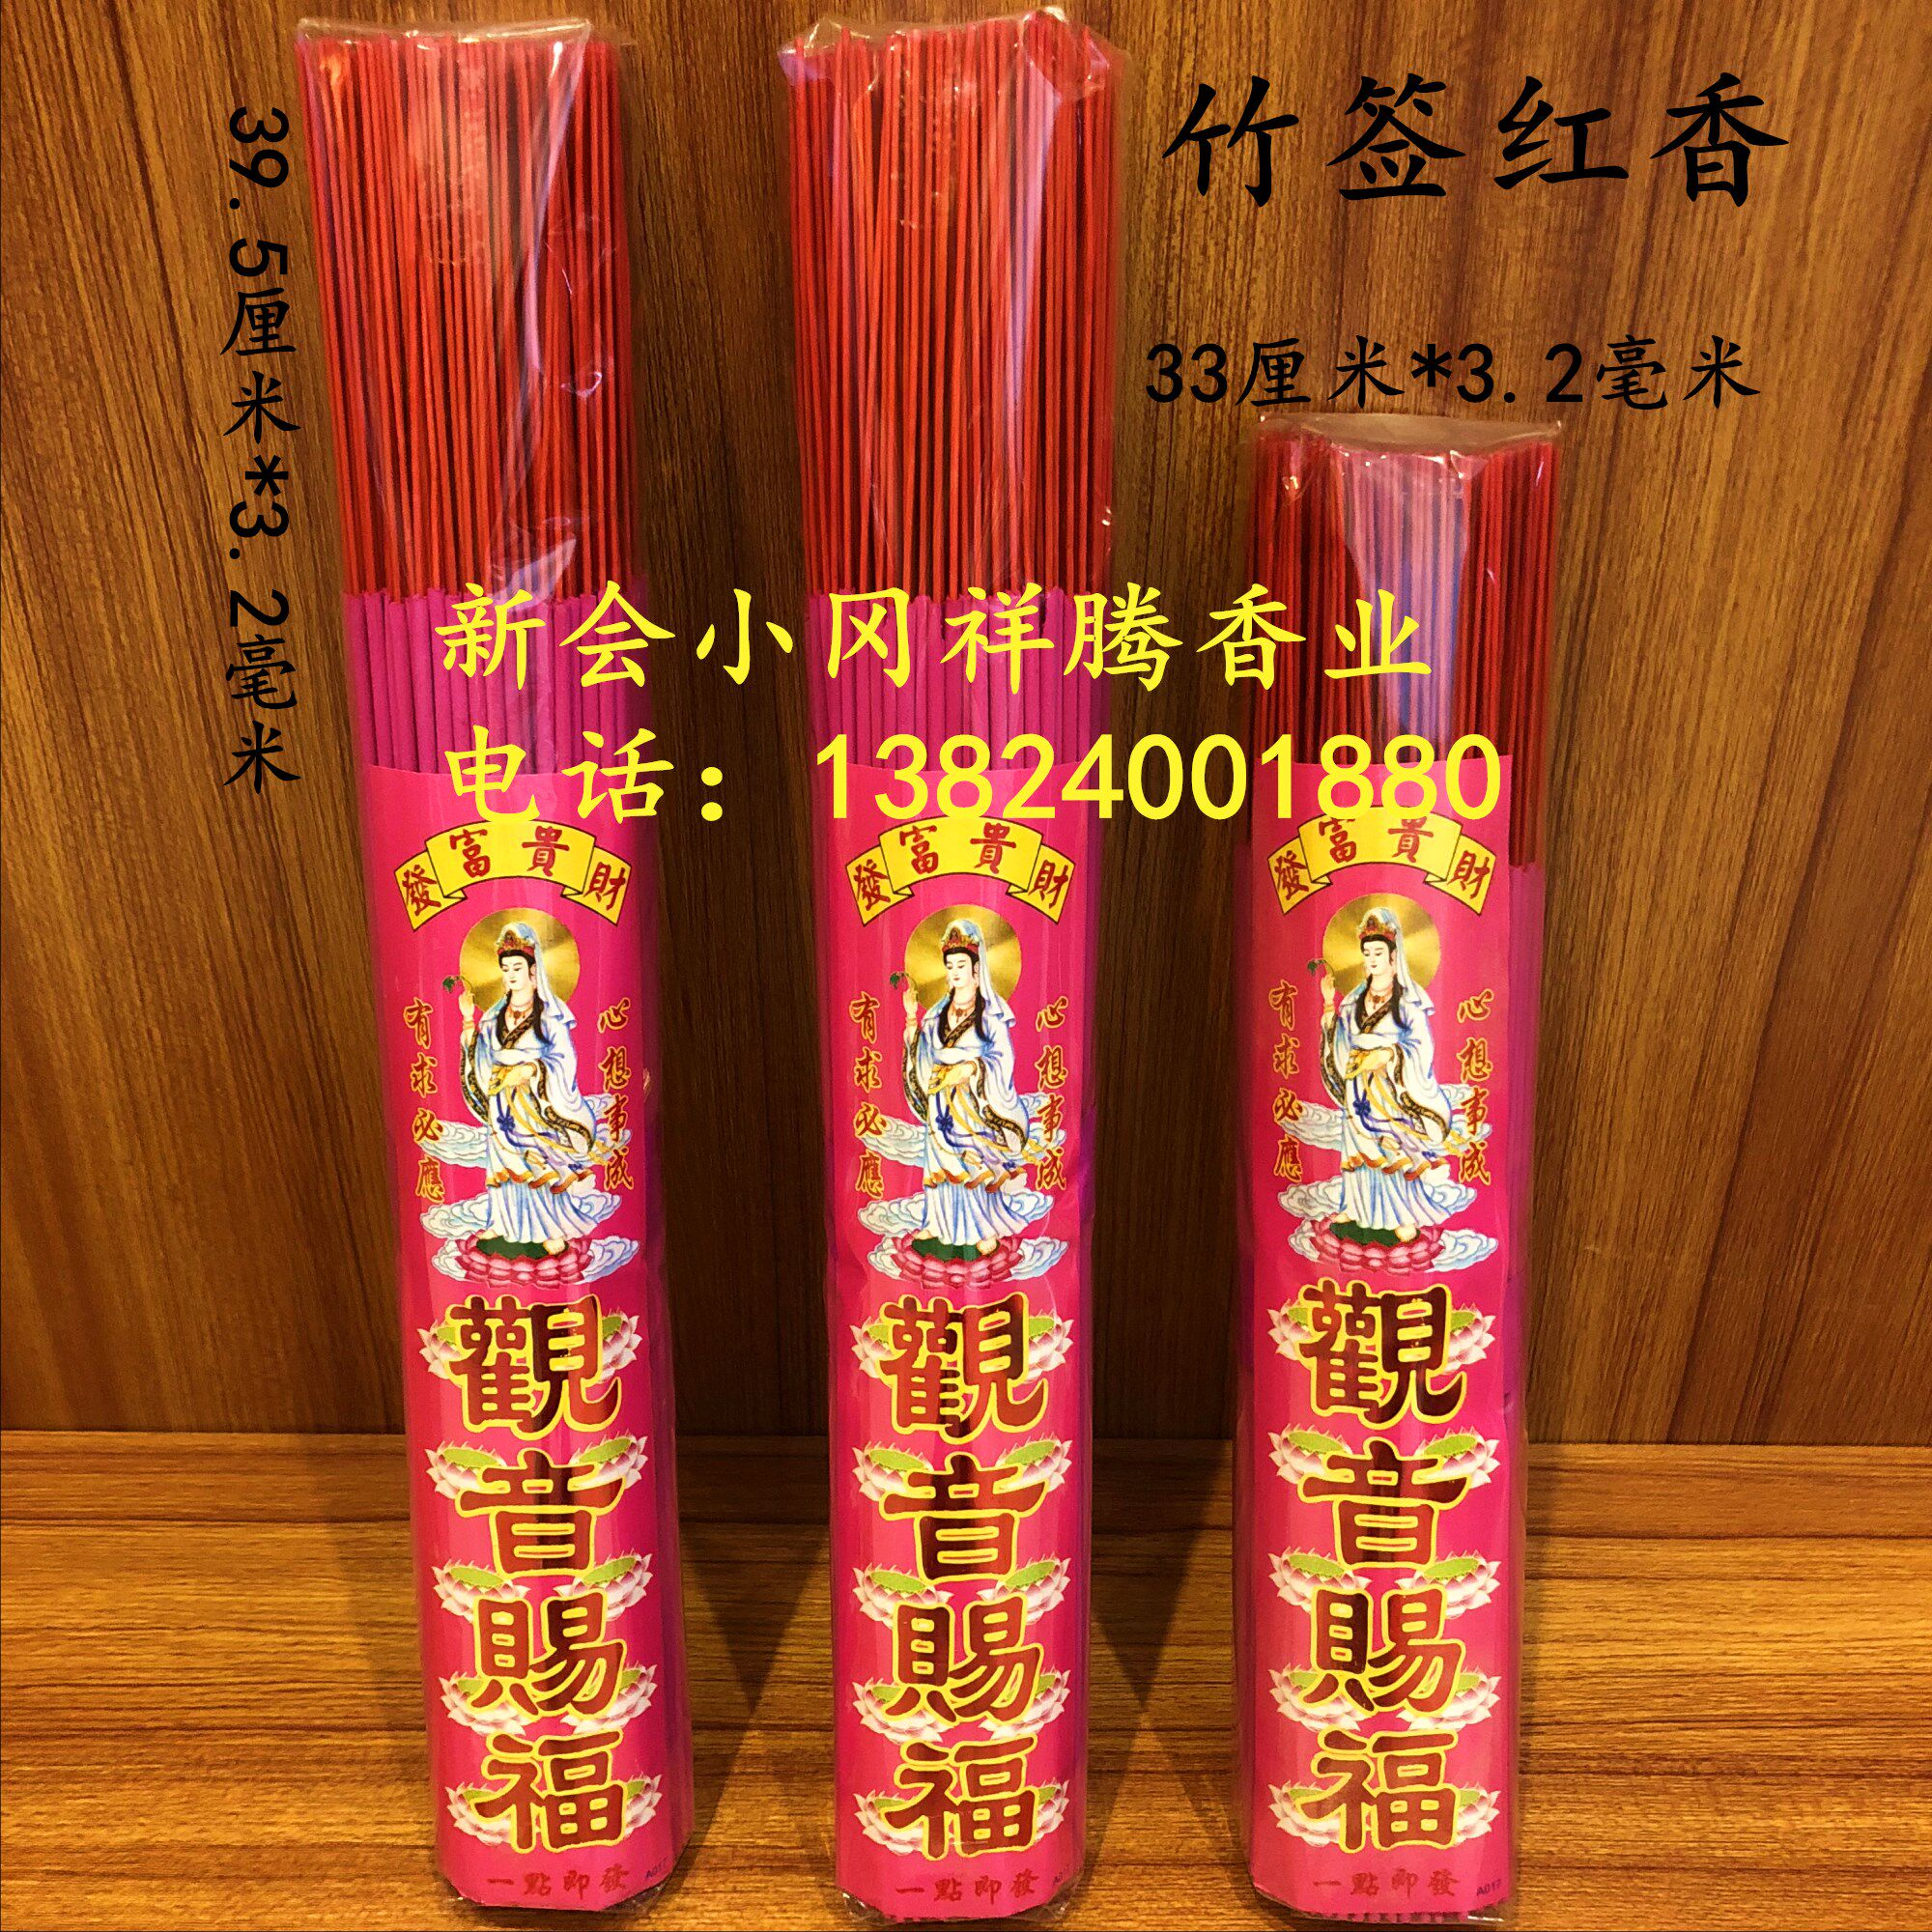 竹签红香
39.5厘米*3.2毫米
33厘米*3.2毫米
新会小冈祥腾香业
电话：13824001880
發富貴財
有求必應
心想事成
觀音賜福
一點即發
發富貴財
有求必應
心想事成
觀音賜福
一點即發
發富貴財
有求必應
心想事成
觀音賜福
一點即發
A017